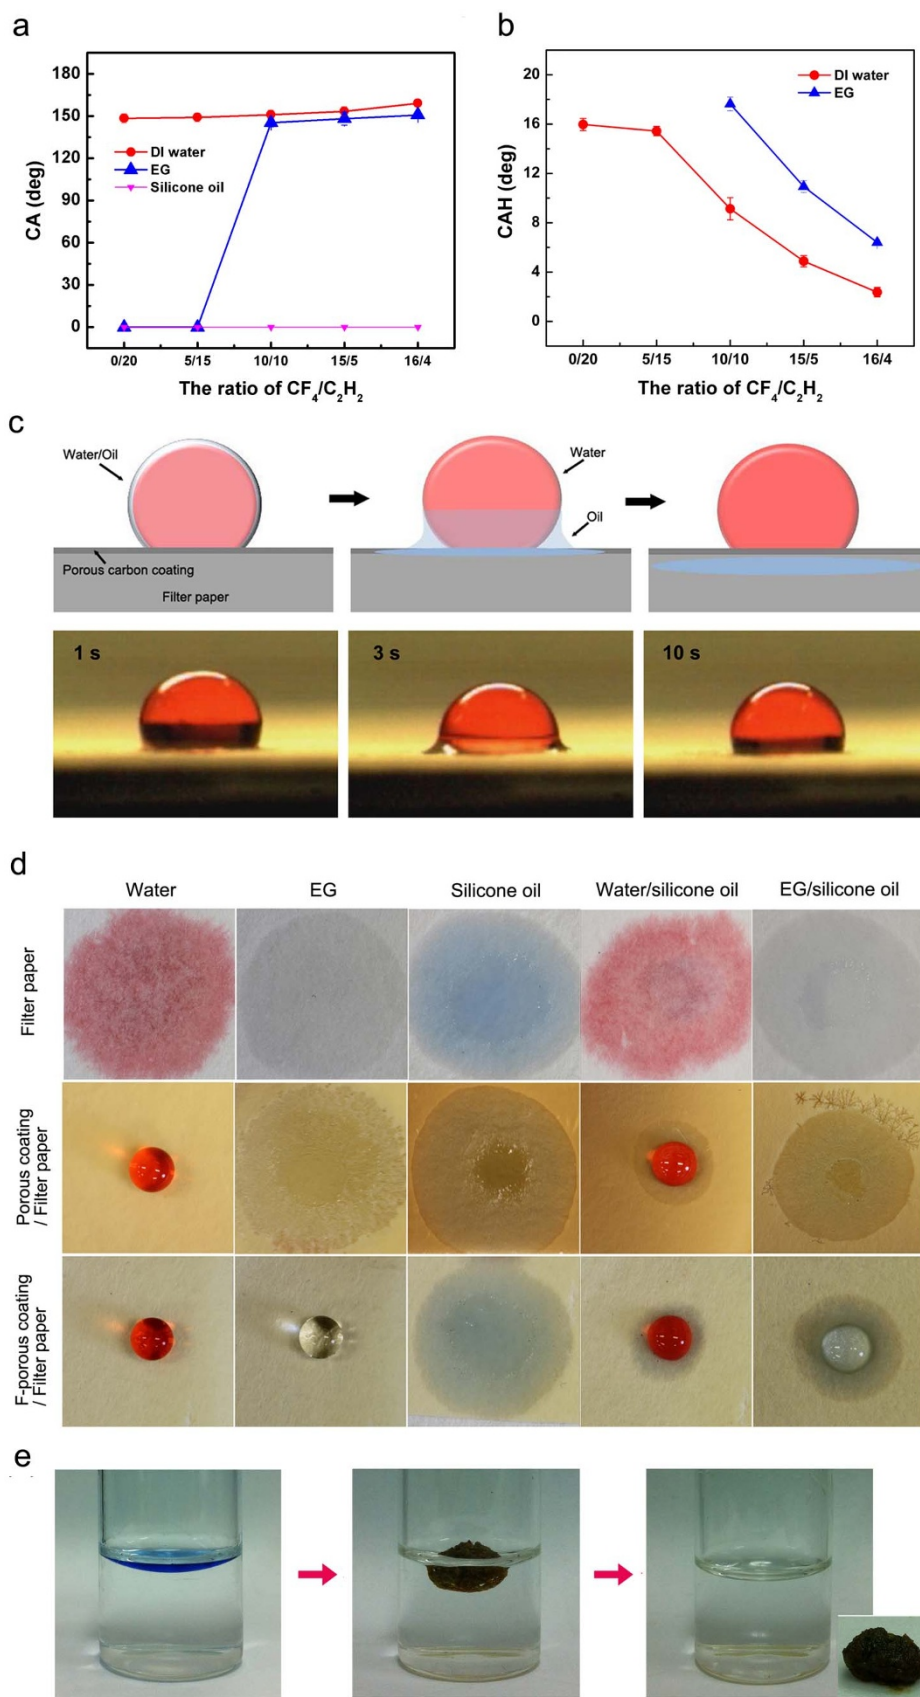 a
CA (deg)
180
150
120
90
60
30
0
DI water
EG
Silicone oil
0/20 5/15 10/10 15/5 16/4
The ratio of CF4/C2H2
b
CAH (deg)
20
16
12
8
4
0
DI water
EG
0/20 5/15 10/10 15/5 16/4
The ratio of CF4/C2H2
c
Water/Oil
Porous carbon coating
Filter paper
Water
Oil
1 s
3 s
10 s
d
Water EG Silicone oil Water/silicone oil EG/silicone oil
Filter paper
Porous coating
/ Filter paper
F-porous coating
/ Filter paper
e